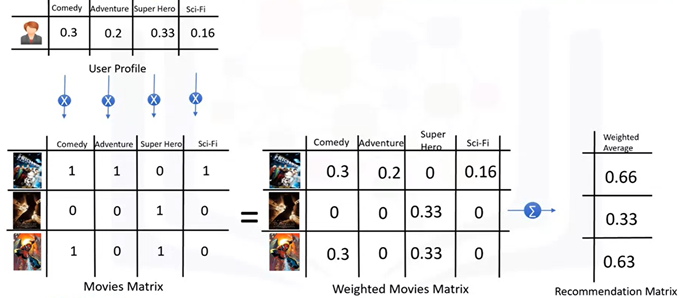 Comedy Adventure Super Hero Sci-Fi
0.3 0.2 0.33 0.16
User Profile
X X X X
Comedy Adventure Super Hero Sci-Fi
1 1 0 1
0 0 1 0
1 0 1 0
Movies Matrix
=
Comedy Adventure Super Hero Sci-Fi
0.3 0.2 0 0.16
0 0 0.33 0
0.3 0 0.33 0
Weighted Movies Matrix
Σ
Weighted
Average
0.66
0.33
0.63
Recommendation Matrix